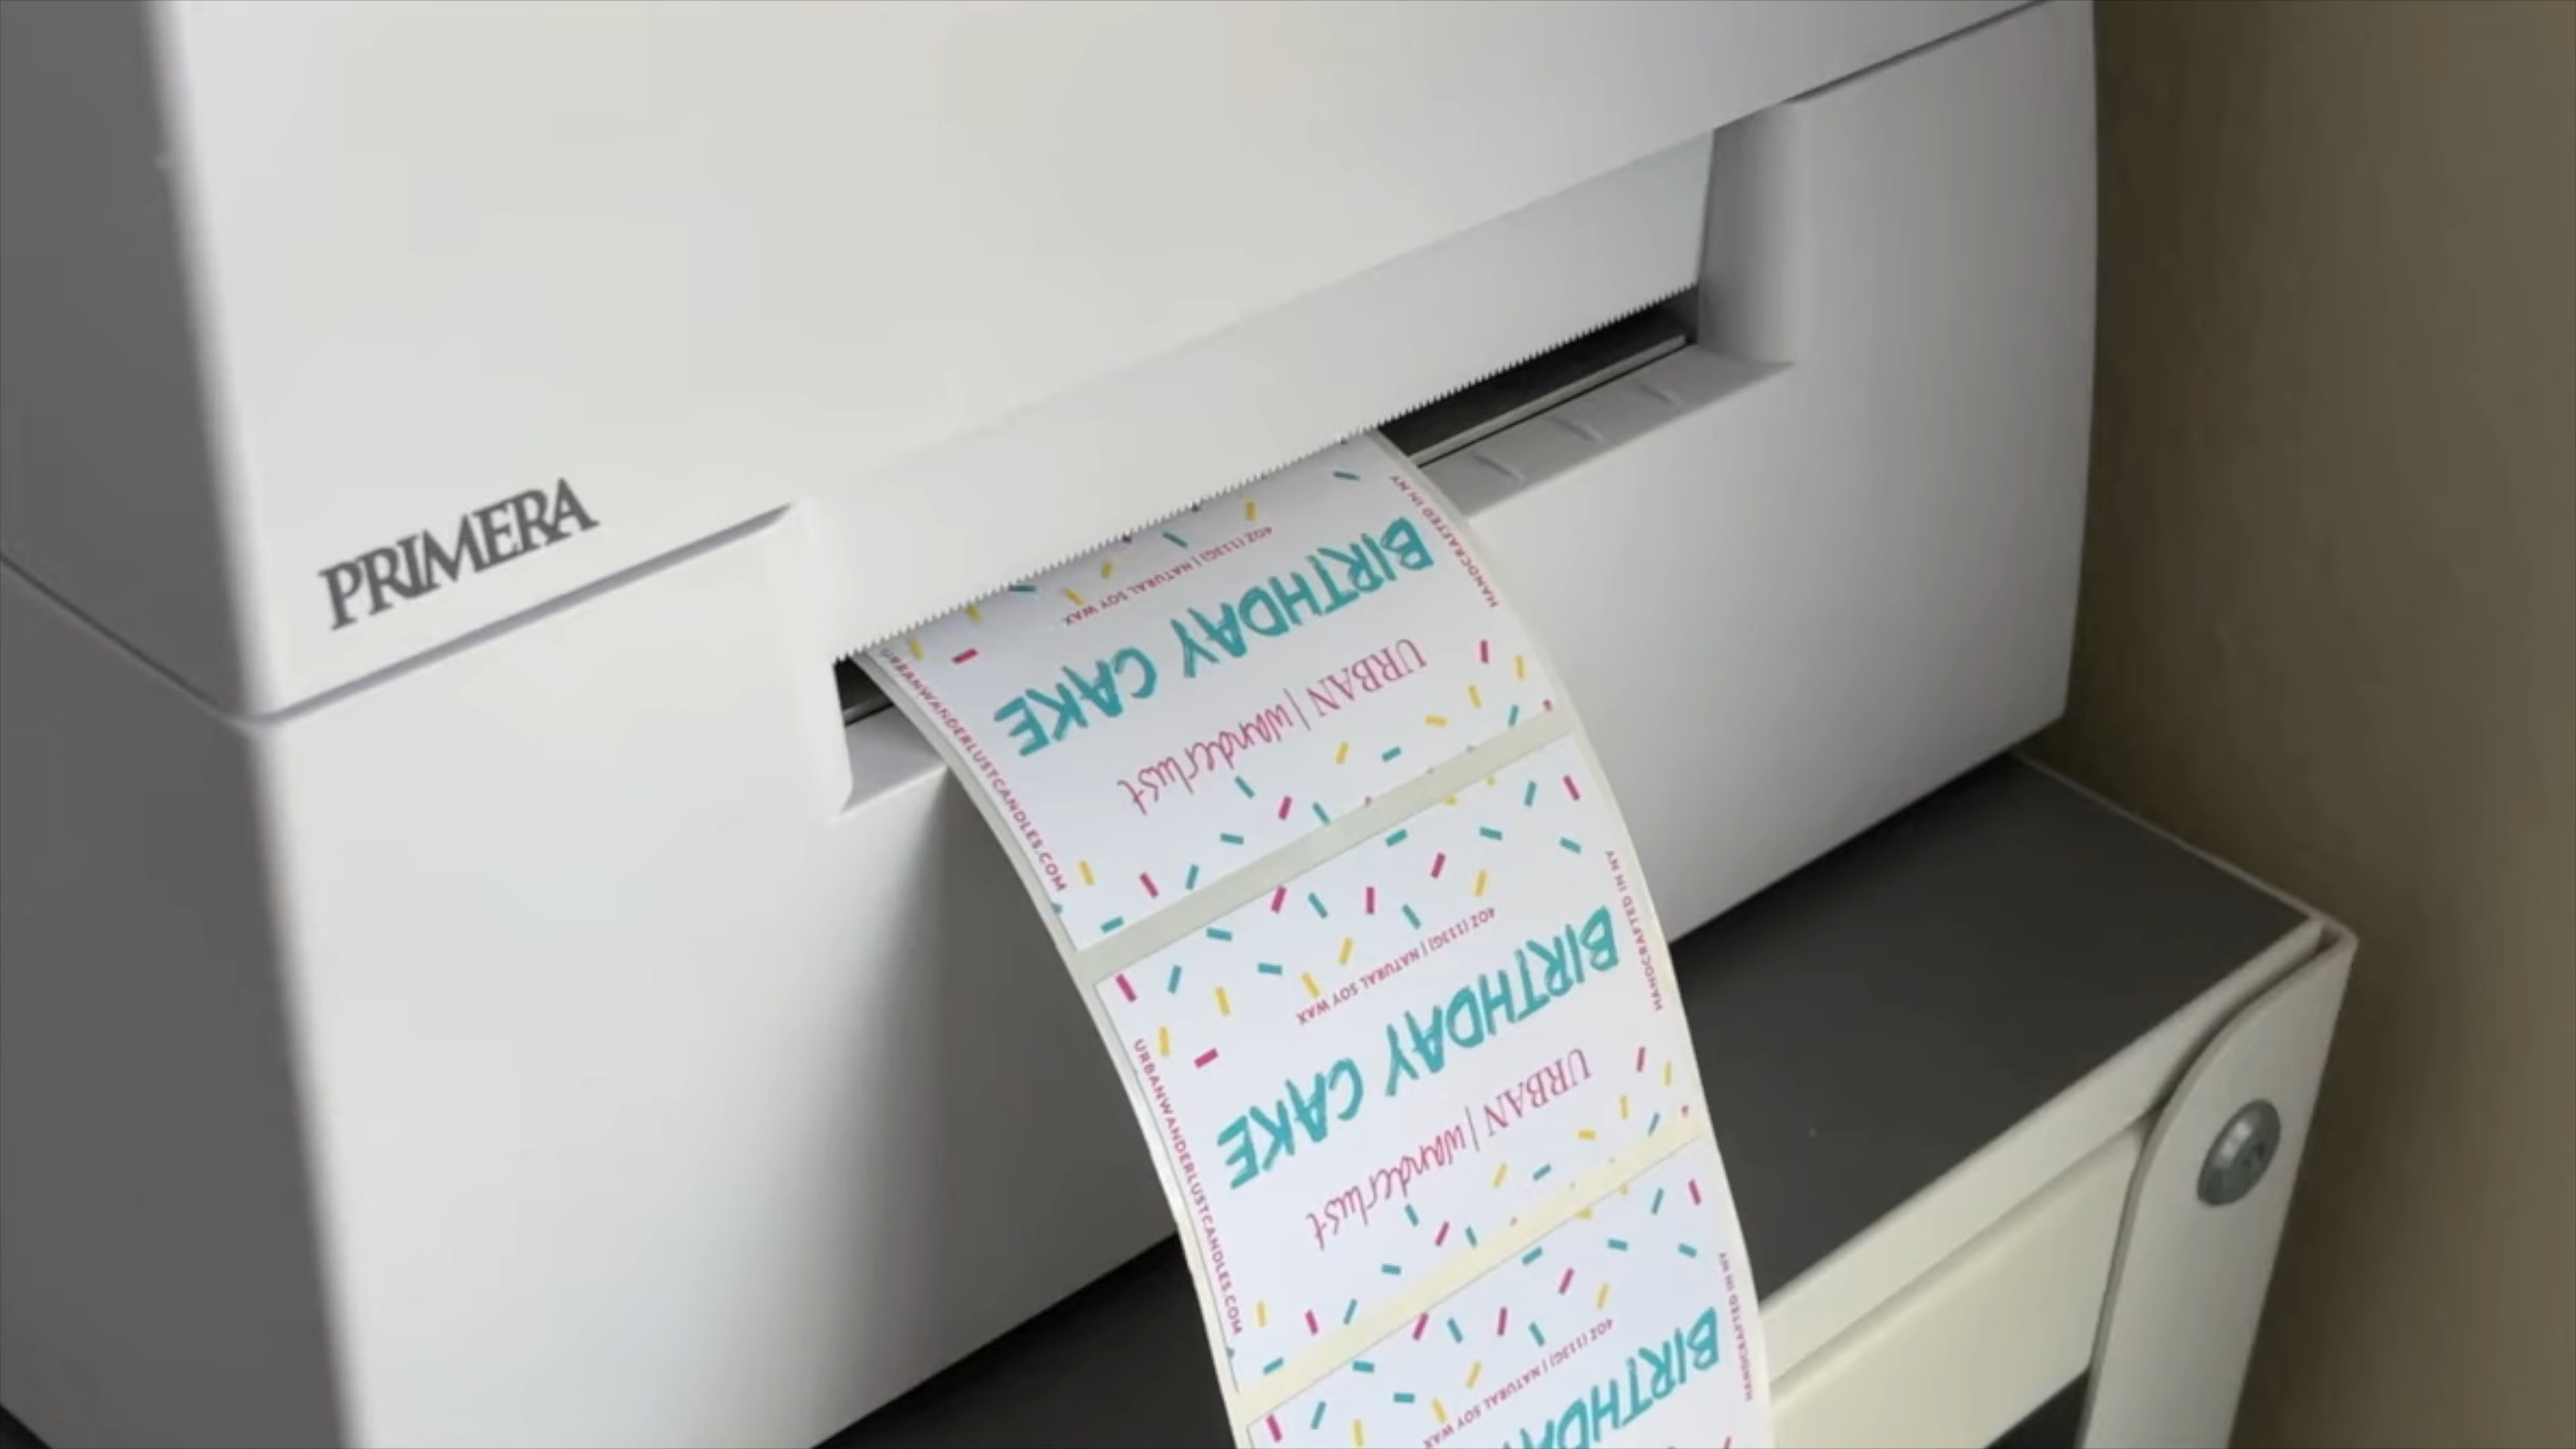 PRIMERA
URBAN | wanderlust
BIRTHDAY CAKE
4OZ (113G) | NATURAL SOY WAX
HANDCRAFTED IN NY
URBANWANDERLUSTCANDLES.COM
URBAN | wanderlust
BIRTHDAY CAKE
4OZ (113G) | NATURAL SOY WAX
HANDCRAFTED IN NY
URBANWANDERLUSTCANDLES.COM
BIRTHDA
4OZ (113G) | NATURAL SOY WAX
HANDCRAFTED IN NY